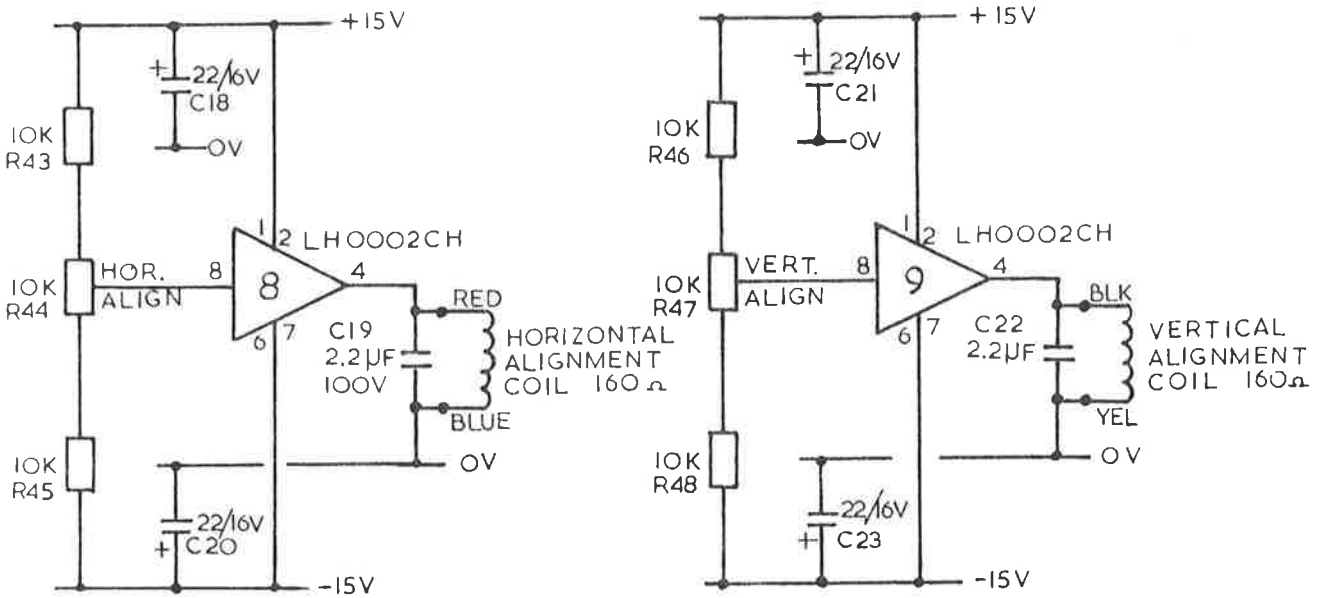 +15V
22/16V
+
C18
0V
10K
R43
1
2
LH0002CH
8
HOR.
ALIGN
10K
R44
8
4
6
7
RED
C19
2.2µF
100V
HORIZONTAL
ALIGNMENT
COIL 160Ω
BLUE
0V
10K
R45
22/16V
+
C20
-15V
+15V
22/16V
+
C21
0V
10K
R46
1
2
LH0002CH
9
VERT.
ALIGN
10K
R47
8
4
6
7
BLK
C22
2.2µF
VERTICAL
ALIGNMENT
COIL 160Ω
YEL
0V
10K
R48
22/16V
+
C23
-15V